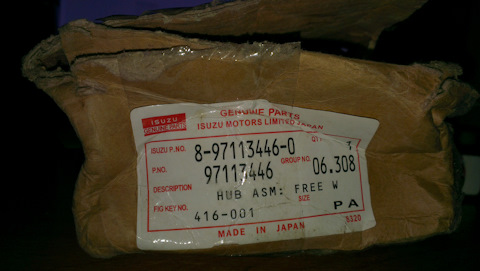 GENUINE PARTS
ISUZU
GENUINE PARTS
ISUZU MOTORS LIMITED JAPAN
ISUZU P.NO. 8-97113446-0 QTY
P.NO. 97113446 GROUP NO. 06.308
DESCRIPTION HUB ASM: FREE W
FIG KEY NO. 416-001 SIZE PA
MADE IN JAPAN